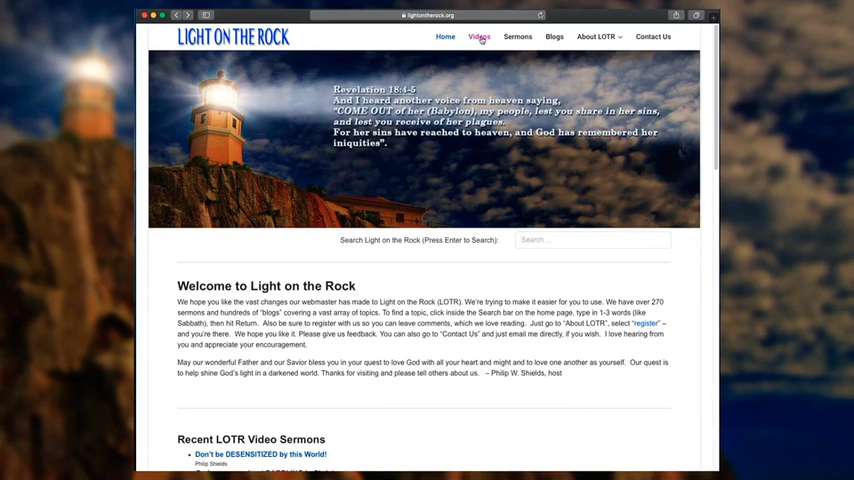 lightontherock.org
LIGHT ON THE ROCK
Home Videos Sermons Blogs About LOTR Contact Us
Revelation 18:4-5
And I heard another voice from heaven saying,
"COME OUT of her (Babylon), my people, lest you share in her sins,
and lest you receive of her plagues.
For her sins have reached to heaven, and God has remembered her
iniquities".
Search Light on the Rock (Press Enter to Search): Search ...
Welcome to Light on the Rock
We hope you like the vast changes our webmaster has made to Light on the Rock (LOTR). We're trying to make it easier for you to use. We have over 270
sermons and hundreds of "blogs" covering a vast array of topics. To find a topic, click inside the Search bar on the home page, type in 1-3 words (like
Sabbath), then hit Return. Also be sure to register with us so you can leave comments, which we love reading. Just go to "About LOTR", select "register" –
and you're there. We hope you like it. Please give us feedback. You can also go to "Contact Us" and just email me directly, if you wish. I love hearing from
you and appreciate your encouragement.
May our wonderful Father and our Savior bless you in your quest to love God with all your heart and might and to love one another as yourself. Our quest is
to help shine God's light in a darkened world. Thanks for visiting and please tell others about us. – Philip W. Shields, host
Recent LOTR Video Sermons
Don't be DESENSITIZED by this World!
Philip Shields